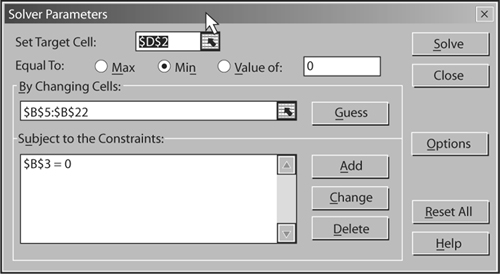 Solver Parameters
Set Target Cell: $D$2
Equal To: Max Min Value of: 0
By Changing Cells:
$B$5:$B$22
Guess
Subject to the Constraints:
$B$3 = 0
Add
Change
Delete
Solve
Close
Options
Reset All
Help